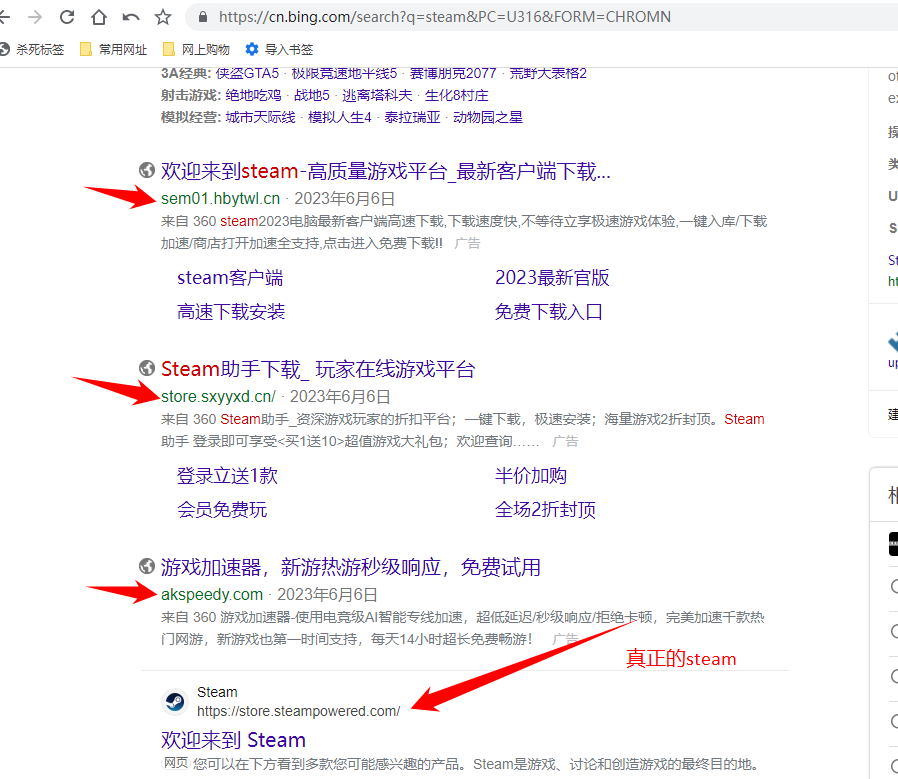 https://cn.bing.com/search?q=steam&PC=U316&FORM=CHROMN
杀死标签 常用网址 网上购物 导入书签
3A经典: 侠盗GTA5 · 极限竞速地平线5 · 赛博朋克2077 · 荒野大表格2
射击游戏: 绝地吃鸡 · 战地5 · 逃离塔科夫 · 生化8村庄
模拟经营: 城市天际线 · 模拟人生4 · 泰拉瑞亚 · 动物园之星
欢迎来到steam-高质量游戏平台_最新客户端下载...
sem01.hbytwl.cn · 2023年6月6日
来自 360 steam2023电脑最新客户端高速下载,下载速度快,不等待立享极速游戏体验,一键入库/下载
加速/商店打开加速全支持,点击进入免费下载!! 广告
steam客户端 2023最新官版
高速下载安装 免费下载入口
Steam助手下载_ 玩家在线游戏平台
store.sxyyxd.cn/ · 2023年6月6日
来自 360 Steam助手_资深游戏玩家的折扣平台；一键下载，极速安装；海量游戏2折封顶。Steam
助手 登录即可享受<买1送10>超值游戏大礼包；欢迎查询…… 广告
登录立送1款 半价加购
会员免费玩 全场2折封顶
游戏加速器，新游热游秒级响应，免费试用
akspeedy.com · 2023年6月6日
来自 360 游戏加速器-使用电竞级AI智能专线加速，超低延迟/秒级响应/拒绝卡顿，完美加速千款热
门网游，新游戏也第一时间支持，每天14小时超长免费畅游！ 广告
真正的steam
Steam
https://store.steampowered.com/
欢迎来到 Steam
网页 您可以在下方看到多款您可能感兴趣的产品。Steam是游戏、讨论和创造游戏的最终目的地。